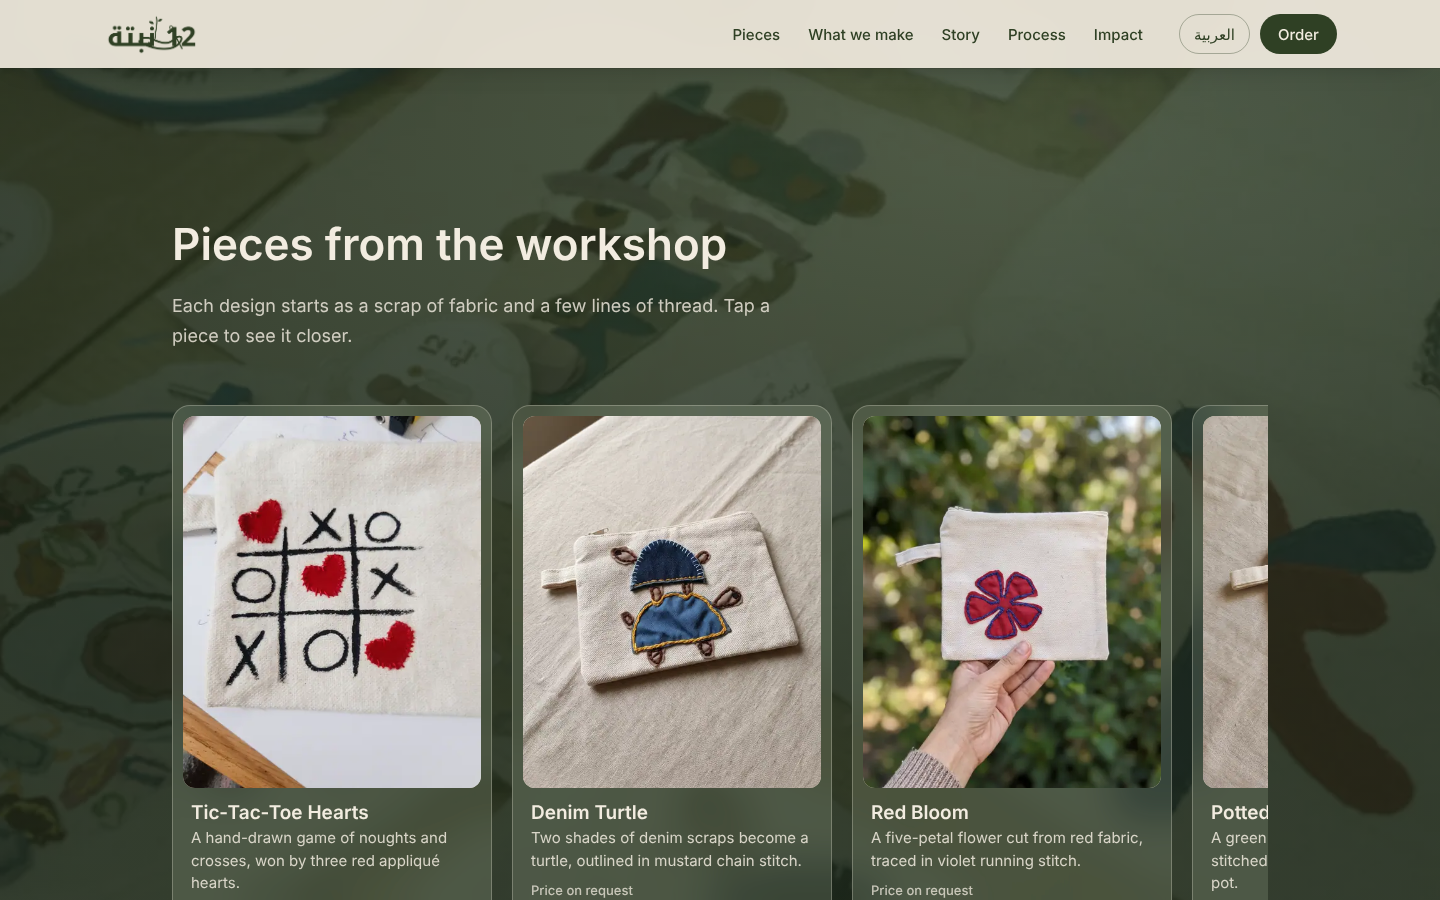 12 نبتة
Pieces
What we make
Story
Process
Impact
العربية
Order
Pieces from the workshop
Each design starts as a scrap of fabric and a few lines of thread. Tap a
piece to see it closer.
X O
O X
X O
Tic-Tac-Toe Hearts
A hand-drawn game of noughts and
crosses, won by three red appliqué
hearts.
Denim Turtle
Two shades of denim scraps become a
turtle, outlined in mustard chain stitch.
Price on request
Red Bloom
A five-petal flower cut from red fabric,
traced in violet running stitch.
Price on request
Potted
A green
stitched
pot.